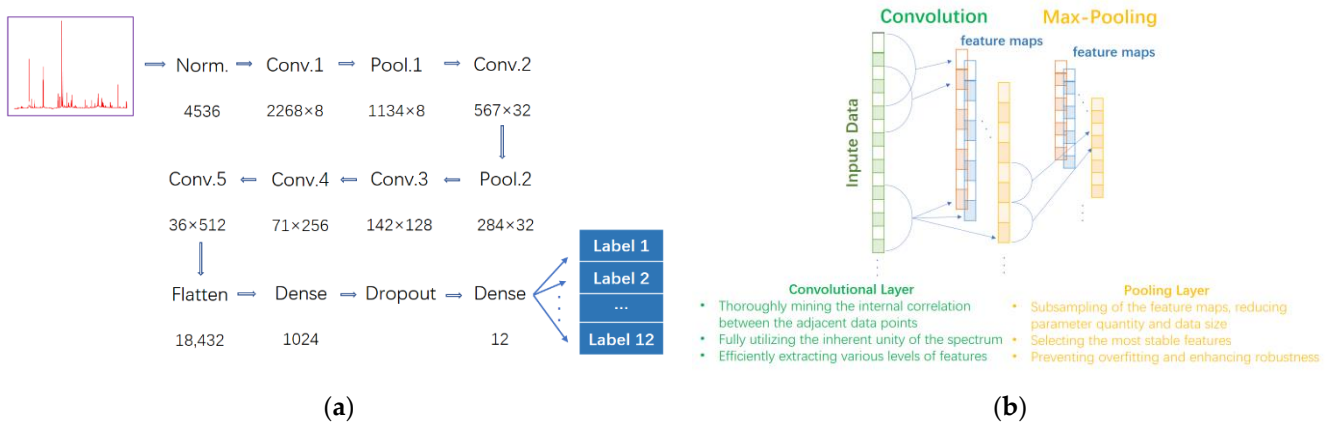 Norm. Conv.1 Pool.1 Conv.2
4536 2268×8 1134×8 567×32
Conv.5 Conv.4 Conv.3 Pool.2
36×512 71×256 142×128 284×32
Flatten Dense Dropout Dense
18,432 1024 12
Label 1
Label 2
...
Label 12
(a)
Convolution Max-Pooling
feature maps
feature maps
Inpute Data
Convolutional Layer
• Thoroughly mining the internal correlation
between the adjacent data points
• Fully utilizing the inherent unity of the spectrum
• Efficiently extracting various levels of features
Pooling Layer
• Subsampling of the feature maps, reducing
parameter quantity and data size
• Selecting the most stable features
• Preventing overfitting and enhancing robustness
(b)